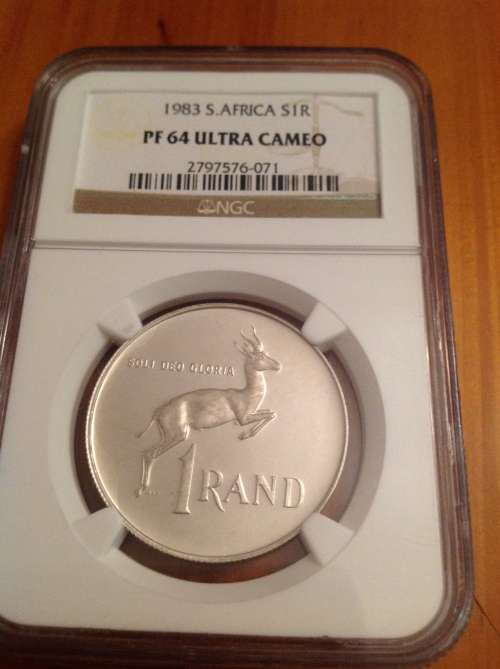 1983 S.AFRICA S1R
PF 64 ULTRA CAMEO
2797576-071
NGC
SOLI DEO GLORIA
1 RAND